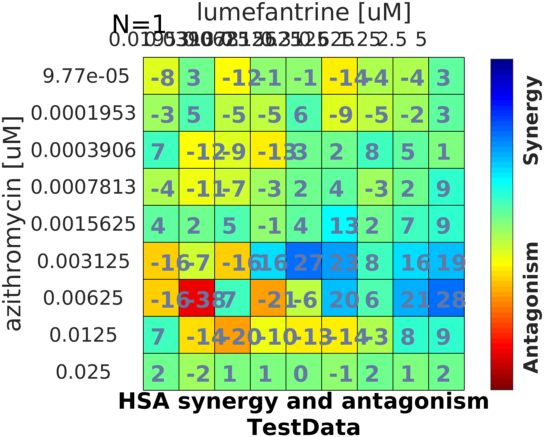 lumefantrine [uM]
N=1
2.5 5
9.77e-05 -8 3 -12 -1 -1 -14 -4 -4 3
0.0001953 -3 5 -5 -5 6 -9 -5 -2 3
0.0003906 7 -12 -9 -13 3 2 8 5 1
0.0007813 -4 -11 -7 -3 2 4 -3 2 9
0.0015625 4 2 5 -1 4 13 2 7 9
0.003125 -16 -7 -16 16 27 23 8 16 19
0.00625 -16 -38 7 -21 -6 20 6 21 28
0.0125 7 -14 -20 -10 -13 -14 -3 8 9
0.025 2 -2 1 1 0 -1 2 1 2
azithromycin [uM]
Synergy
Antagonism
HSA synergy and antagonism
TestData